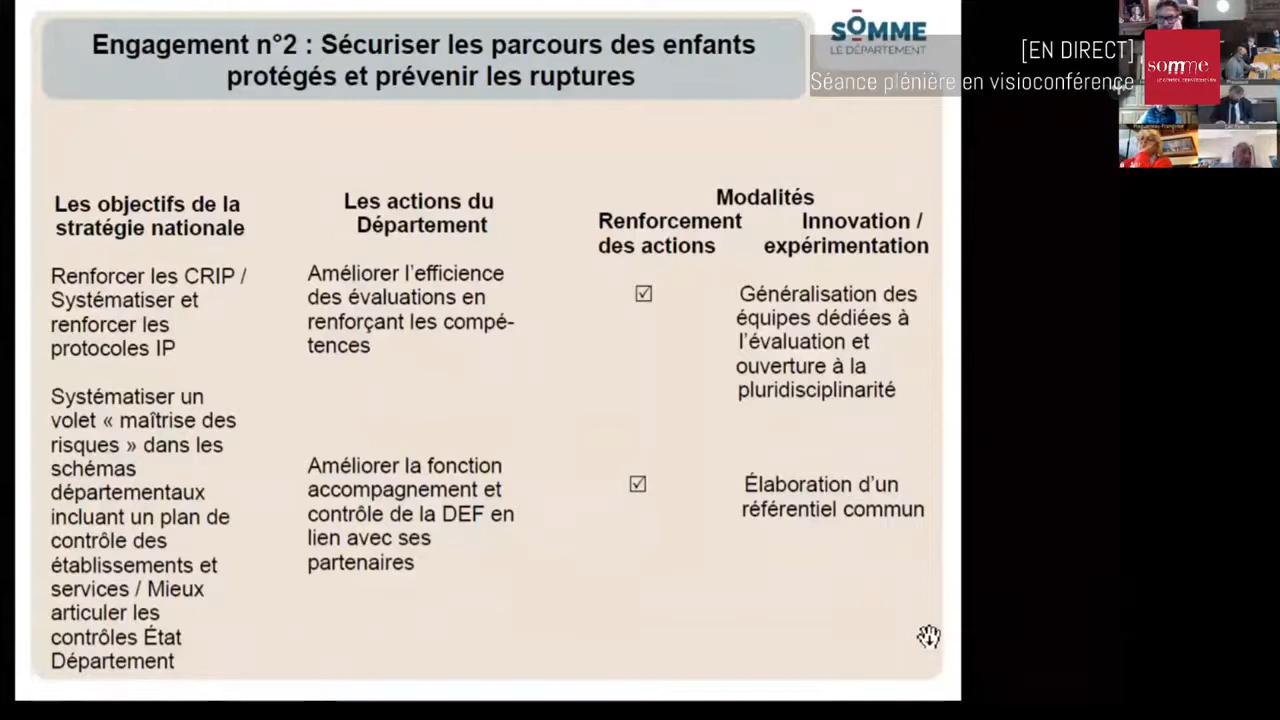 Engagement n°2 : Sécuriser les parcours des enfants
protégés et prévenir les ruptures
SOMME
LE DÉPARTEMENT
[EN DIRECT]
Séance plénière en visioconférence
somme
Les objectifs de la
stratégie nationale
Les actions du
Département
Modalités
Renforcement
des actions
Innovation /
expérimentation
Renforcer les CRIP /
Systématiser et
renforcer les
protocoles IP
Améliorer l’efficience
des évaluations en
renforçant les compé-
tences
☑
Généralisation des
équipes dédiées à
l’évaluation et
ouverture à la
pluridisciplinarité
Systématiser un
volet « maîtrise des
risques » dans les
schémas
départementaux
incluant un plan de
contrôle des
établissements et
services / Mieux
articuler les
contrôles État
Département
Améliorer la fonction
accompagnement et
contrôle de la DEF en
lien avec ses
partenaires
☑
Élaboration d’un
référentiel commun